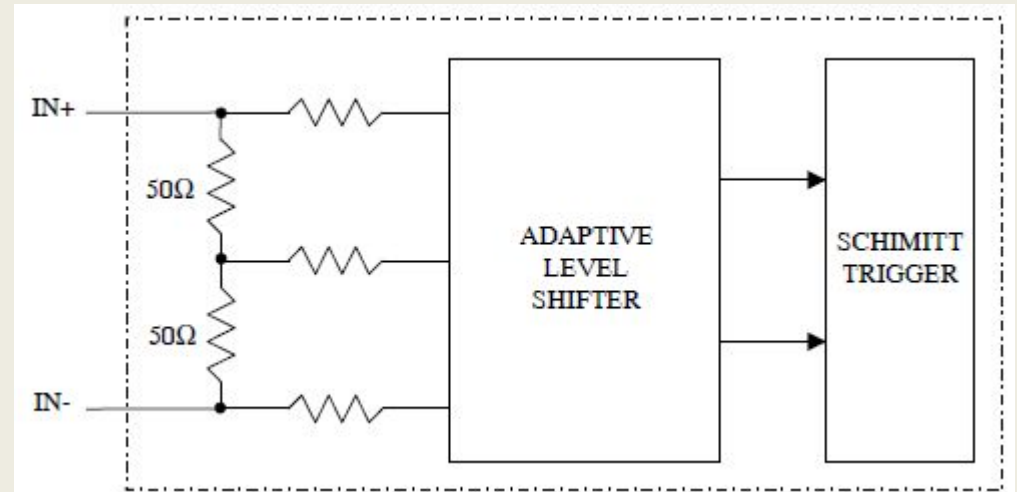 IN+
50Ω
50Ω
IN-
ADAPTIVE
LEVEL
SHIFTER
SCHIMITT
TRIGGER